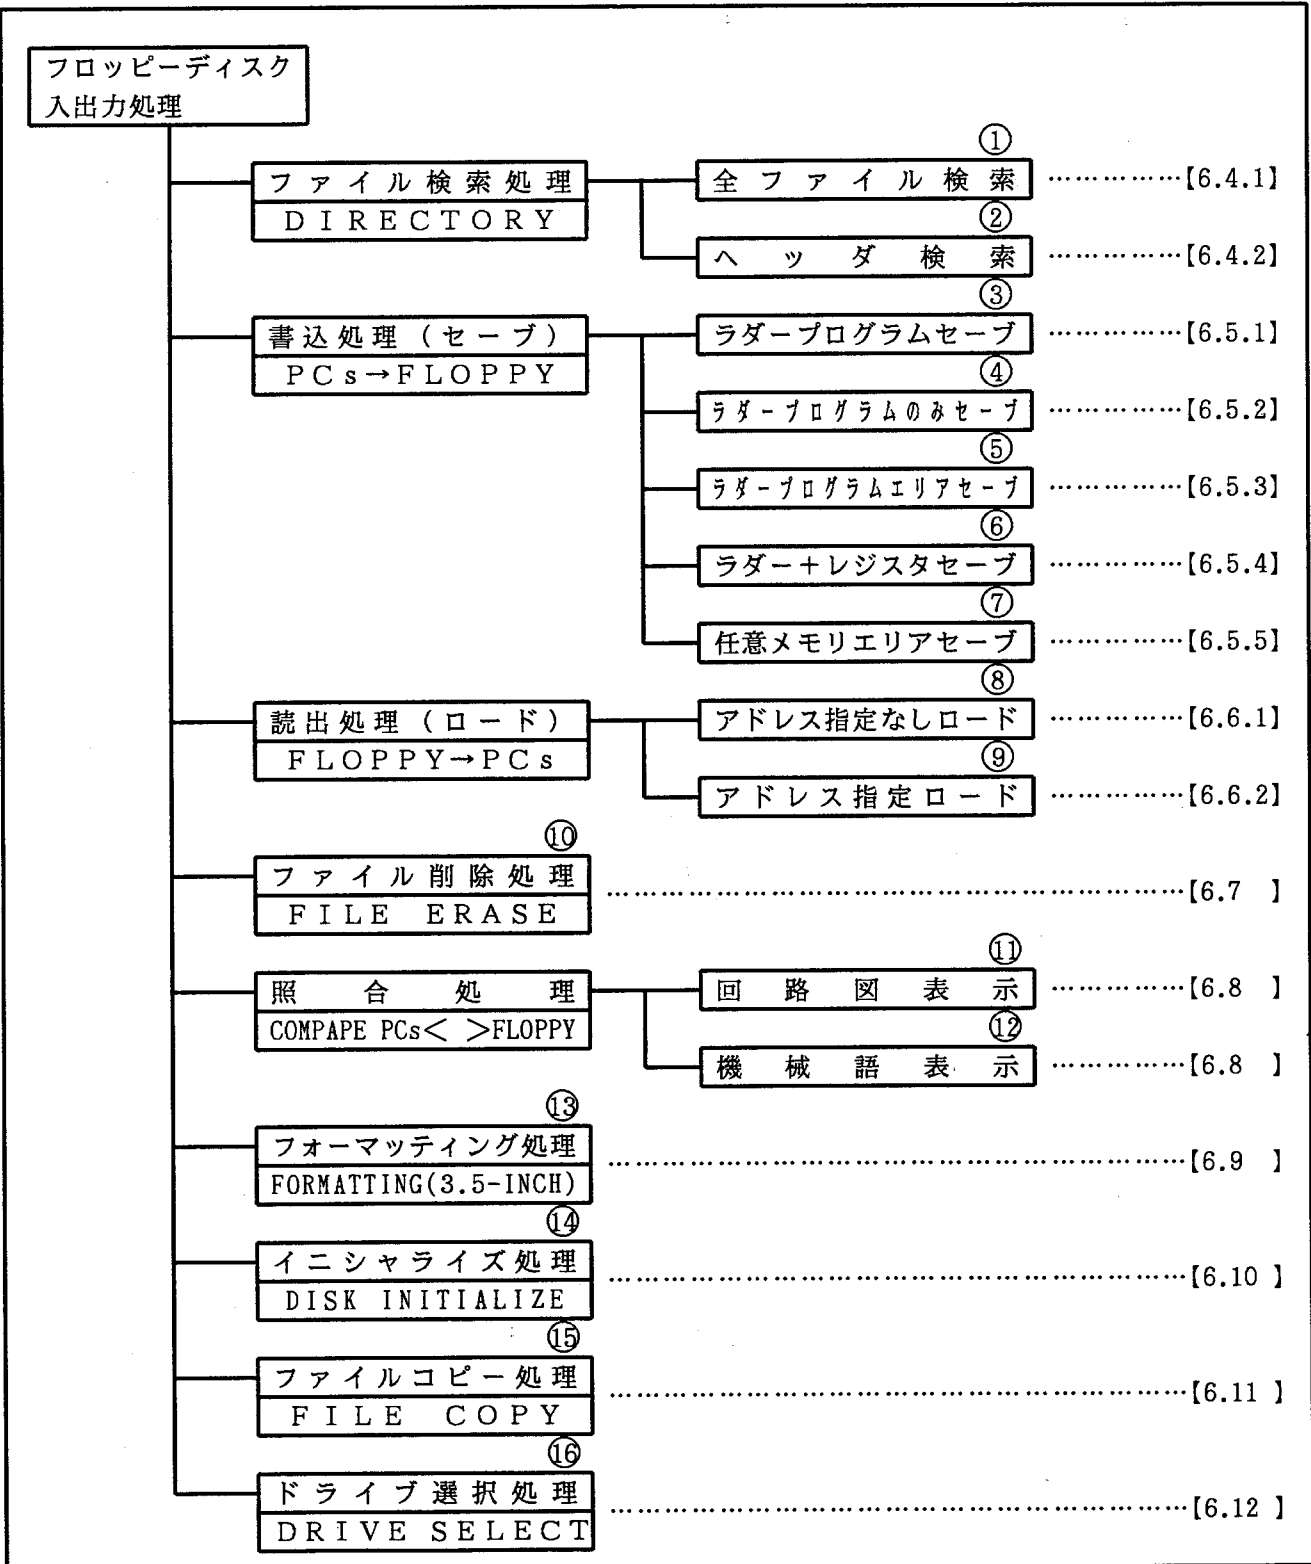 フロッピーディスク
入出力処理
①
ファイル検索処理
DIRECTORY
全ファイル検索 ……………【6.4.1】
②
ヘッダ検索 ……………【6.4.2】
③
書込処理(セーブ)
PCs→FLOPPY
ラダープログラムセーブ ……………【6.5.1】
④
ラダープログラムのみセーブ ……………【6.5.2】
⑤
ラダープログラムエリアセーブ ……………【6.5.3】
⑥
ラダー+レジスタセーブ ……………【6.5.4】
⑦
任意メモリエリアセーブ ……………【6.5.5】
⑧
読出処理(ロード)
FLOPPY→PCs
アドレス指定なしロード ……………【6.6.1】
⑨
アドレス指定ロード ……………【6.6.2】
⑩
ファイル削除処理
FILE ERASE
……………………………………………………【6.7 】
⑪
照合処理
COMPAPE PCs< >FLOPPY
回路図表示 ……………【6.8 】
⑫
機械語表示 ……………【6.8 】
⑬
フォーマッティング処理
FORMATTING(3.5-INCH)
……………………………………………………【6.9 】
⑭
イニシャライズ処理
DISK INITIALIZE
……………………………………………………【6.10 】
⑮
ファイルコピー処理
FILE COPY
……………………………………………………【6.11 】
⑯
ドライブ選択処理
DRIVE SELECT
……………………………………………………【6.12 】